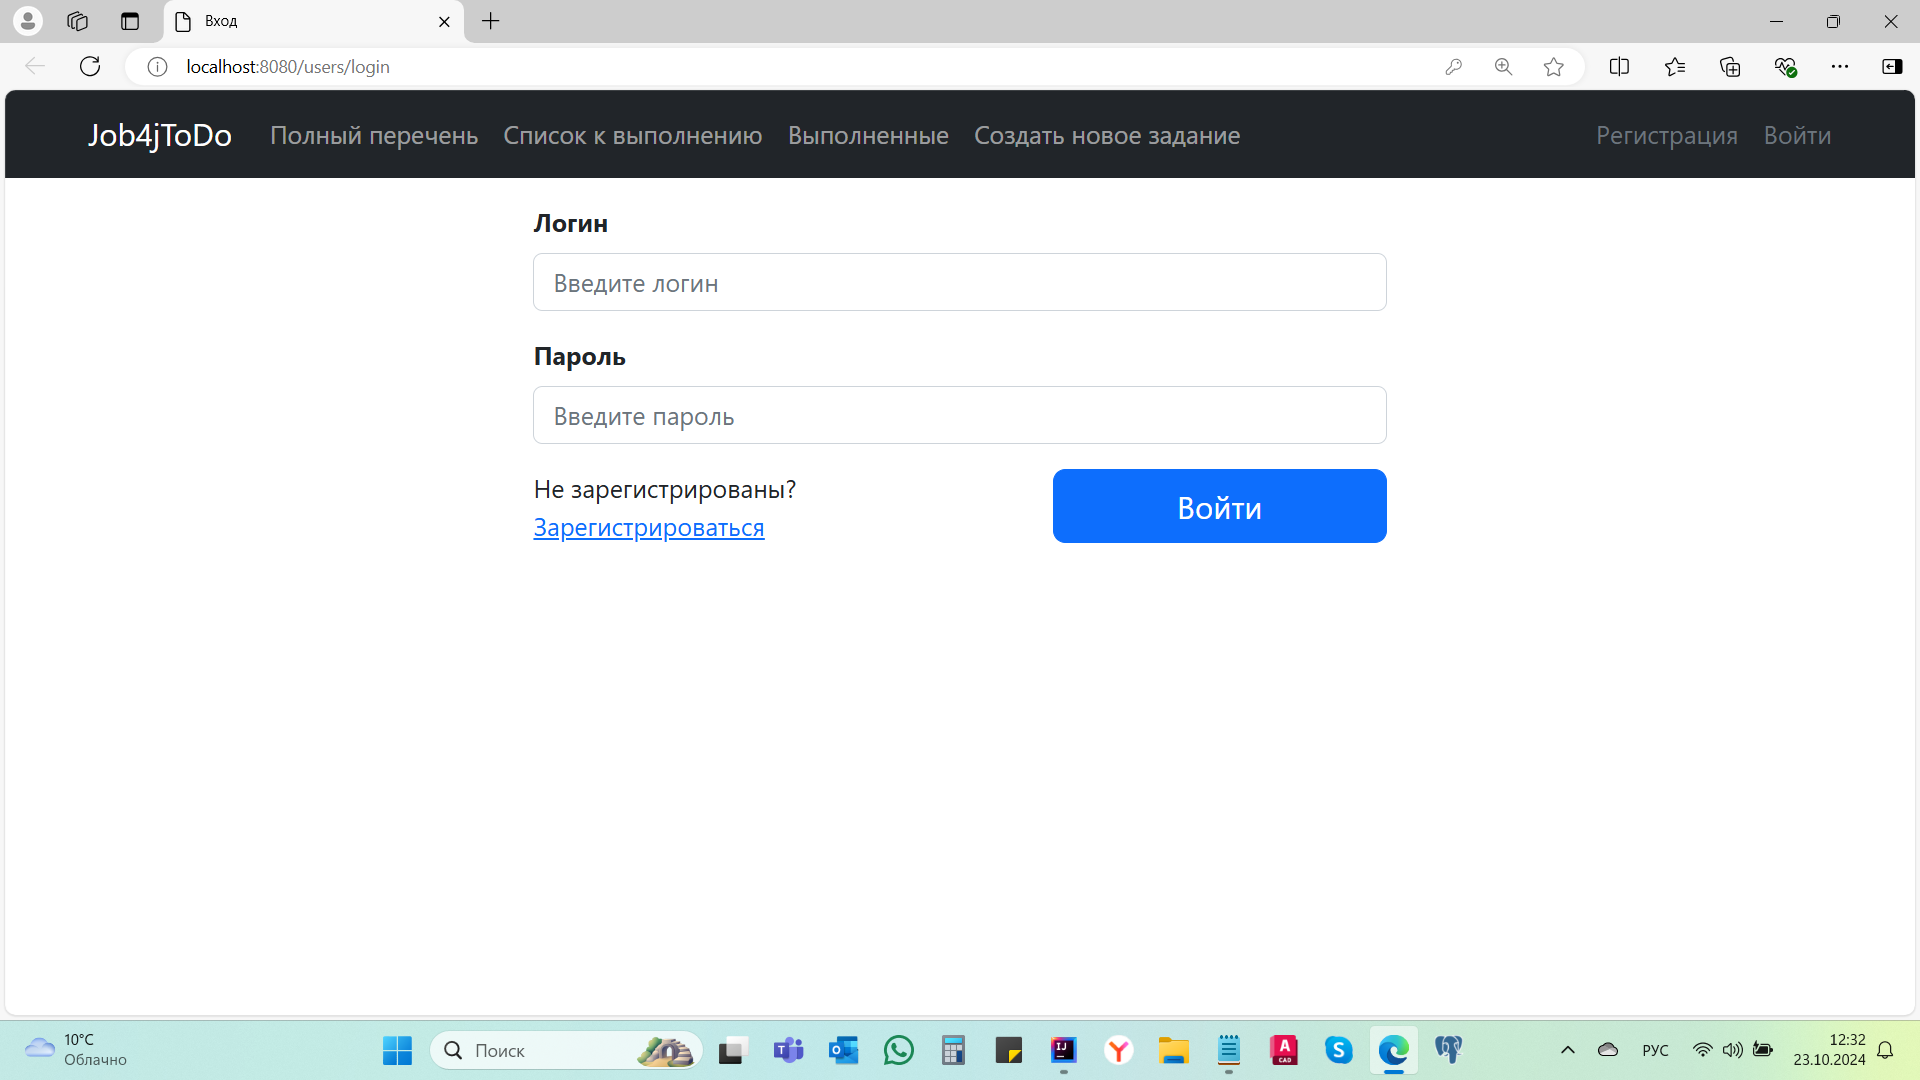 Вход
localhost:8080/users/login
Job4jToDo Полный перечень Список к выполнению Выполненные Создать новое задание Регистрация Войти
Логин
Введите логин
Пароль
Введите пароль
Не зарегистрированы?
Зарегистрироваться
Войти
10°C
Облачно
Поиск
РУС
12:32
23.10.2024